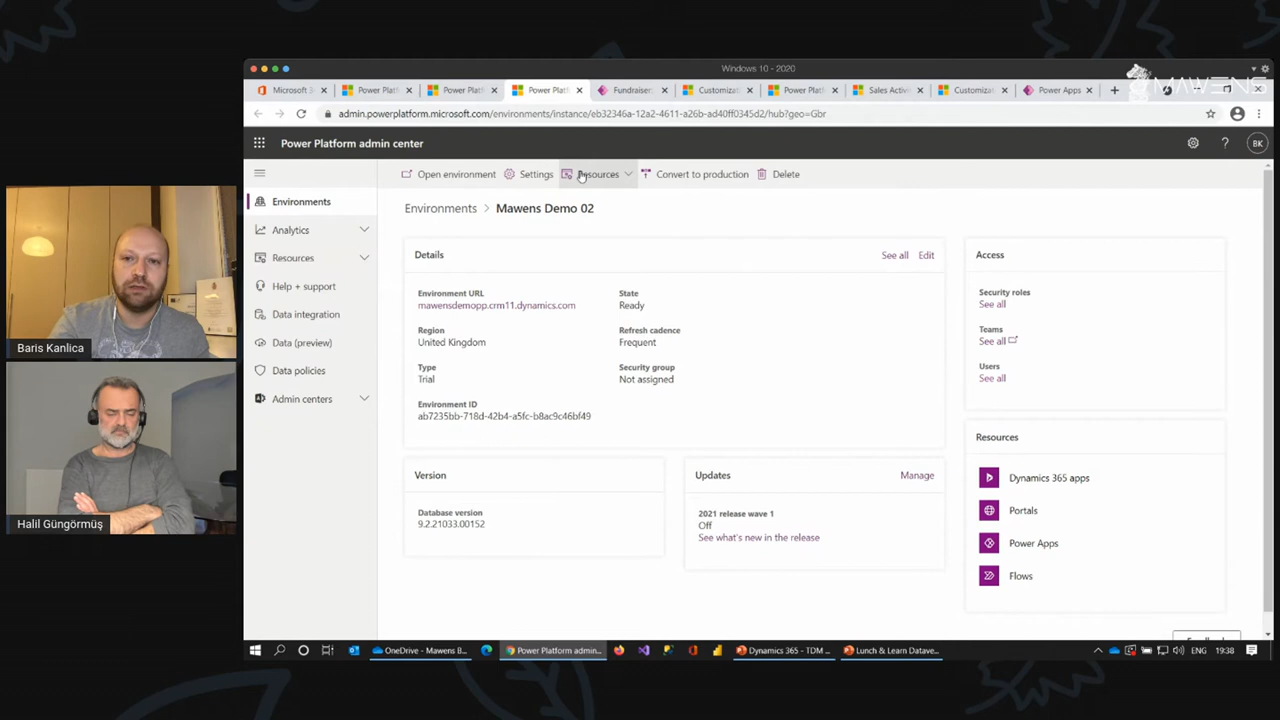 Windows 10 - 2020
MAWENS
Microsoft 3
Power Platf
Power Platf
Power Platf
Fundraiser
Customizat
Power Platf
Sales Activ
Customiza
Power Apps
admin.powerplatform.microsoft.com/environments/instance/eb32346a-12a2-4611-a26b-ad40ff0345d2/hub?geo=Gbr
Power Platform admin center
BK
Open environment
Settings
Resources
Convert to production
Delete
Environments
Analytics
Resources
Help + support
Data integration
Data (preview)
Data policies
Admin centers
Environments > Mawens Demo 02
Details
See all
Edit
Environment URL
mawensdemopp.crm11.dynamics.com
State
Ready
Region
United Kingdom
Refresh cadence
Frequent
Type
Trial
Security group
Not assigned
Environment ID
ab7235bb-718d-42b4-a5fc-b8ac9c46bf49
Access
Security roles
See all
Teams
See all
Users
See all
Version
Database version
9.2.21033.00152
Updates
Manage
2021 release wave 1
Off
See what's new in the release
Resources
Dynamics 365 apps
Portals
Power Apps
Flows
Baris Kanlica
Halil Güngörmüş
OneDrive - Mawens B...
Power Platform admin...
Dynamics 365 - TDM ...
Lunch & Learn Datave...
ENG
19:38